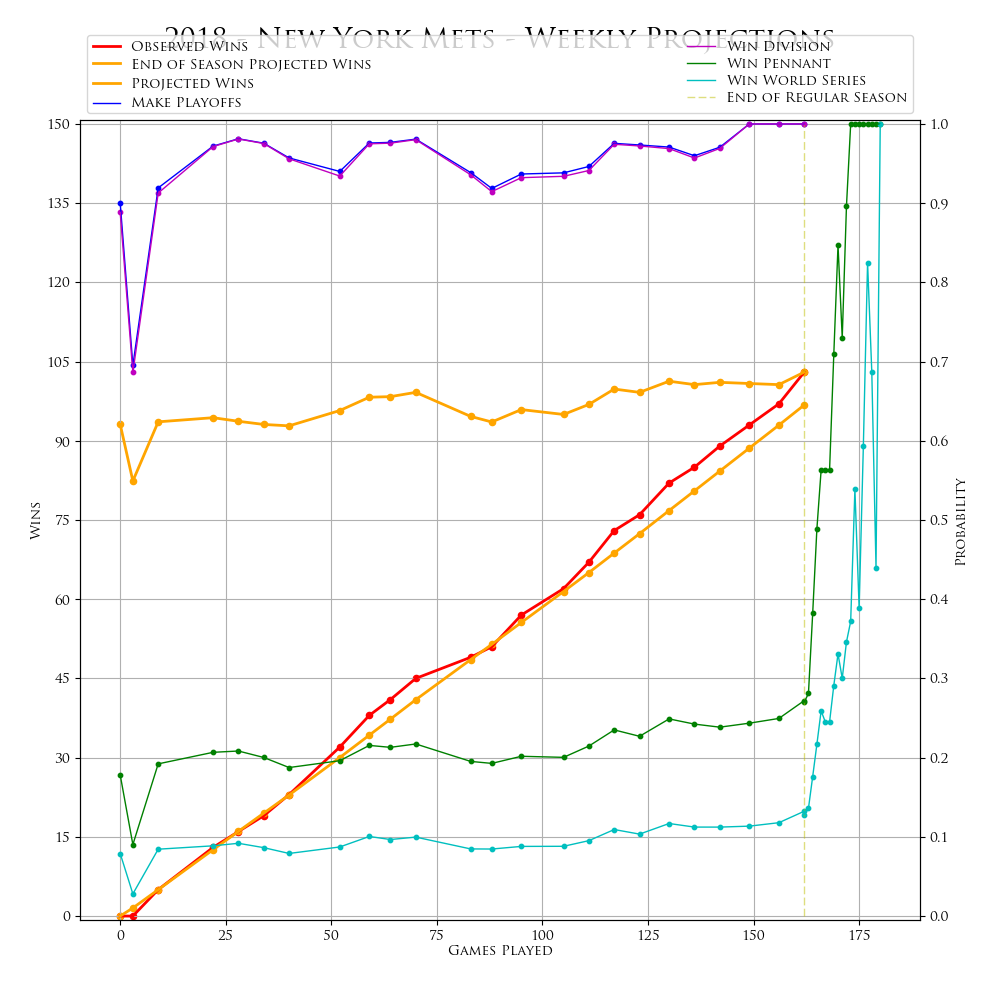 2018 - New York Mets - Weekly Projections
Observed Wins
End of Season Projected Wins
Projected Wins
Make Playoffs
Win Division
Win Pennant
Win World Series
End of Regular Season
150
135
120
105
90
75
60
45
30
15
0
Wins
1.0
0.9
0.8
0.7
0.6
0.5
0.4
0.3
0.2
0.1
0.0
Probability
0 25 50 75 100 125 150 175
Games Played